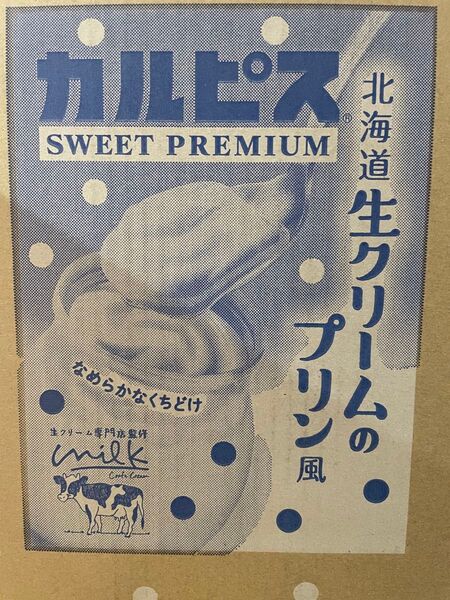 カルピス®
SWEET PREMIUM
北海道生クリームの
プリン風
なめらかなくちどけ
生クリーム専門店監修
milk
Craft Cream